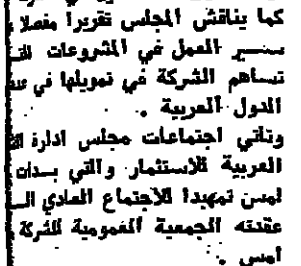 كما يناقش المجلس تقريرا مفصلا
سير العمل في المشروعات
تساهم الشركة في تمويلها في
الدول العربية .
وتأتي اجتماعات مجلس ادارة
العربية للاستثمار والتي بدأت
امس تمهيدا للاجتماع العادي
عقدته الجمعية العمومية للشركة
امس .